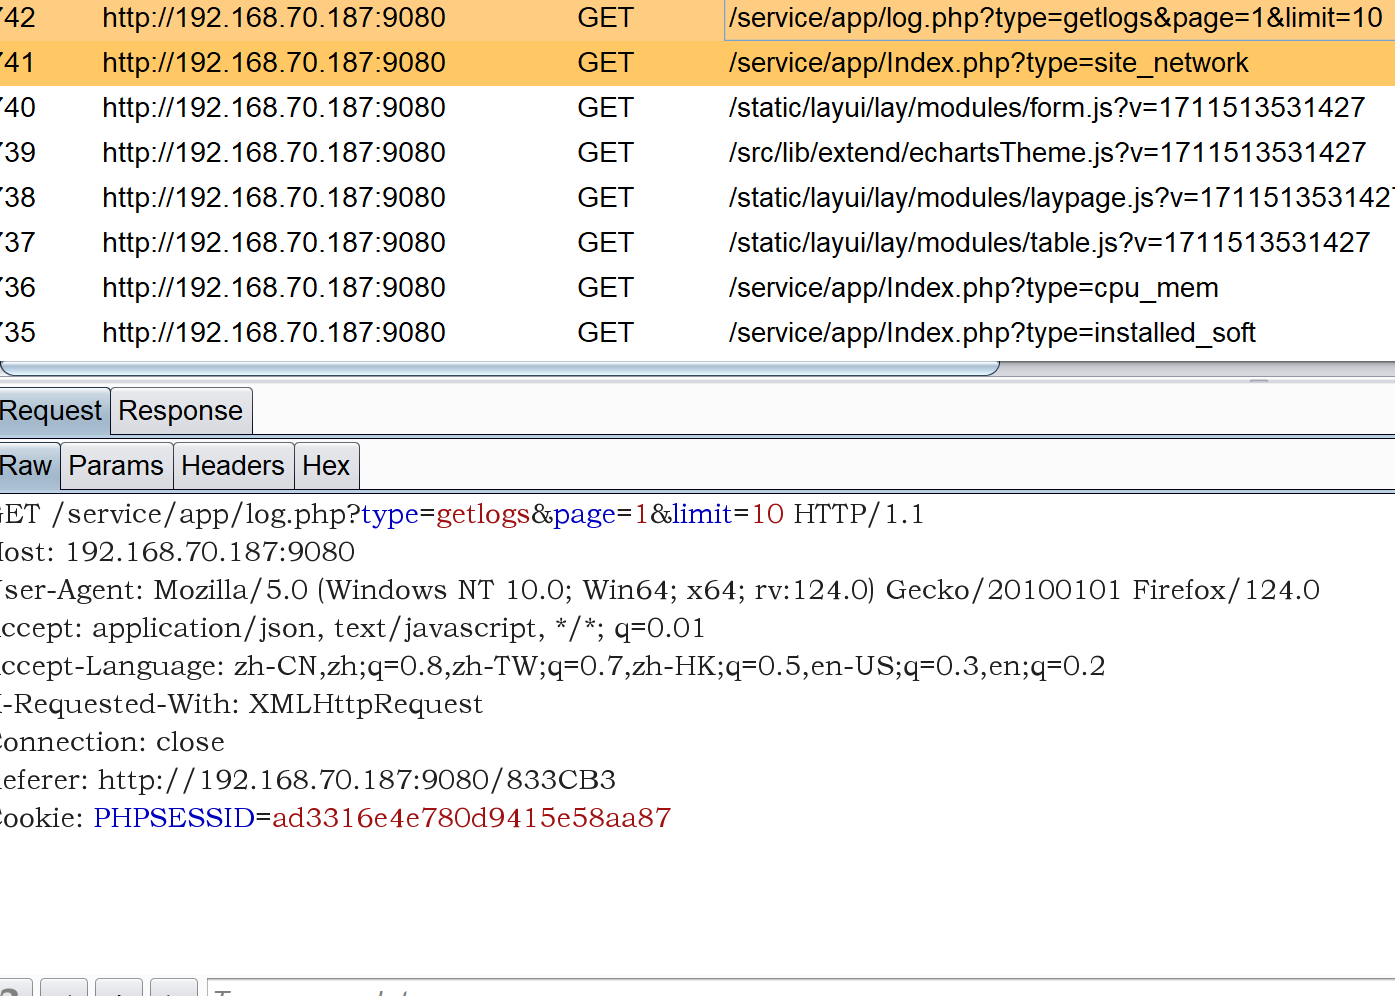 742 http://192.168.70.187:9080 GET /service/app/log.php?type=getlogs&page=1&limit=10
741 http://192.168.70.187:9080 GET /service/app/Index.php?type=site_network
740 http://192.168.70.187:9080 GET /static/layui/lay/modules/form.js?v=1711513531427
739 http://192.168.70.187:9080 GET /src/lib/extend/echartsTheme.js?v=1711513531427
738 http://192.168.70.187:9080 GET /static/layui/lay/modules/laypage.js?v=1711513531427
737 http://192.168.70.187:9080 GET /static/layui/lay/modules/table.js?v=1711513531427
736 http://192.168.70.187:9080 GET /service/app/Index.php?type=cpu_mem
735 http://192.168.70.187:9080 GET /service/app/Index.php?type=installed_soft
Request Response
Raw Params Headers Hex
GET /service/app/log.php?type=getlogs&page=1&limit=10 HTTP/1.1
Host: 192.168.70.187:9080
User-Agent: Mozilla/5.0 (Windows NT 10.0; Win64; x64; rv:124.0) Gecko/20100101 Firefox/124.0
Accept: application/json, text/javascript, */*; q=0.01
Accept-Language: zh-CN,zh;q=0.8,zh-TW;q=0.7,zh-HK;q=0.5,en-US;q=0.3,en;q=0.2
X-Requested-With: XMLHttpRequest
Connection: close
Referer: http://192.168.70.187:9080/833CB3
Cookie: PHPSESSID=ad3316e4e780d9415e58aa87